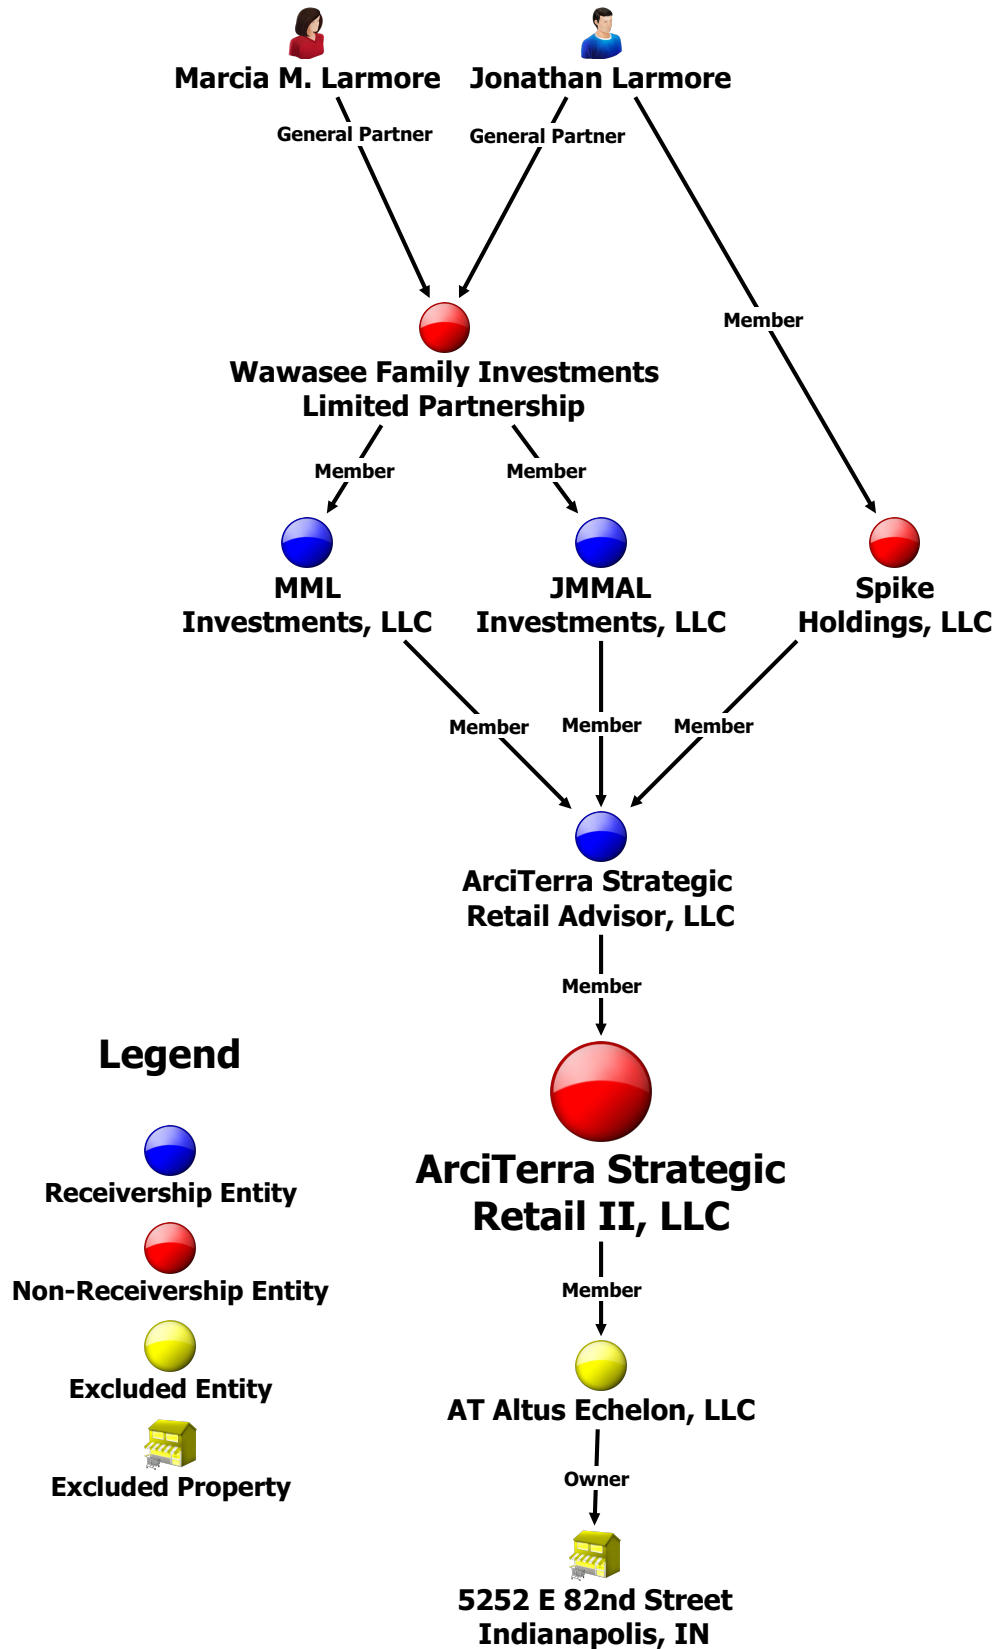 Marcia M. Larmore
Jonathan Larmore
General Partner
General Partner
Member
Wawasee Family Investments
Limited Partnership
Member
Member
MML
Investments, LLC
JMMAL
Investments, LLC
Spike
Holdings, LLC
Member
Member
Member
ArciTerra Strategic
Retail Advisor, LLC
Member
ArciTerra Strategic
Retail II, LLC
Member
AT Altus Echelon, LLC
Owner
5252 E 82nd Street
Indianapolis, IN
Legend
Receivership Entity
Non-Receivership Entity
Excluded Entity
Excluded Property